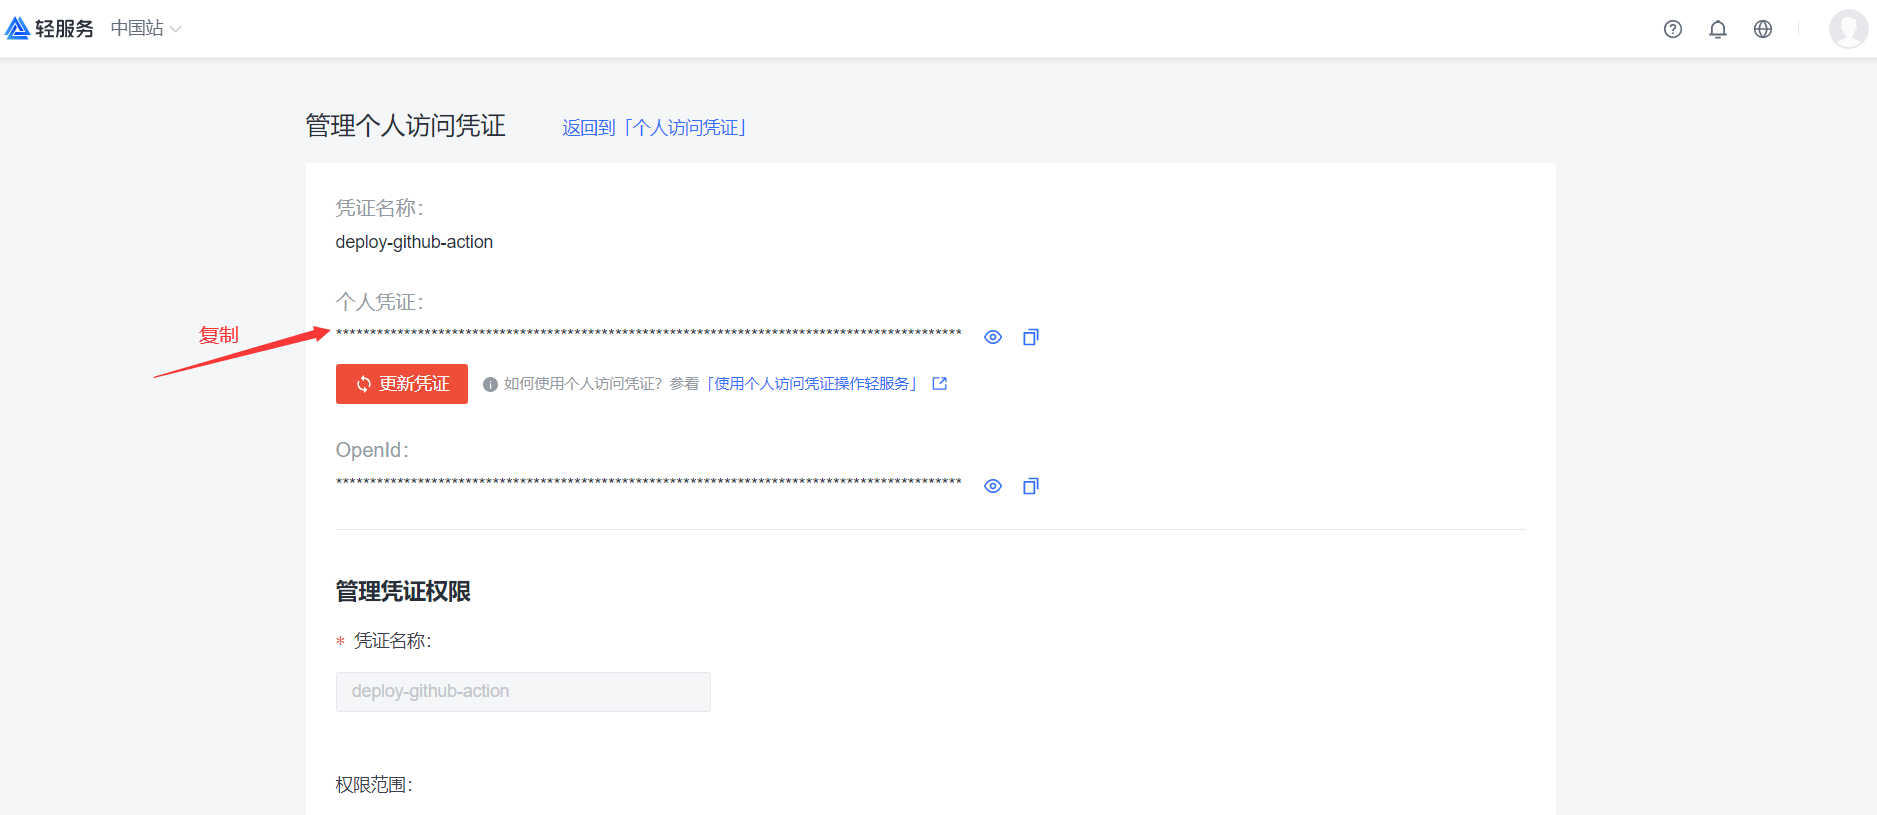 轻服务 中国站
管理个人访问凭证 返回到「个人访问凭证」
凭证名称:
deploy-github-action
个人凭证:
复制
********************************************************************************************
更新凭证 如何使用个人访问凭证? 参看「使用个人访问凭证操作轻服务」
OpenId:
********************************************************************************************
管理凭证权限
* 凭证名称:
deploy-github-action
权限范围: